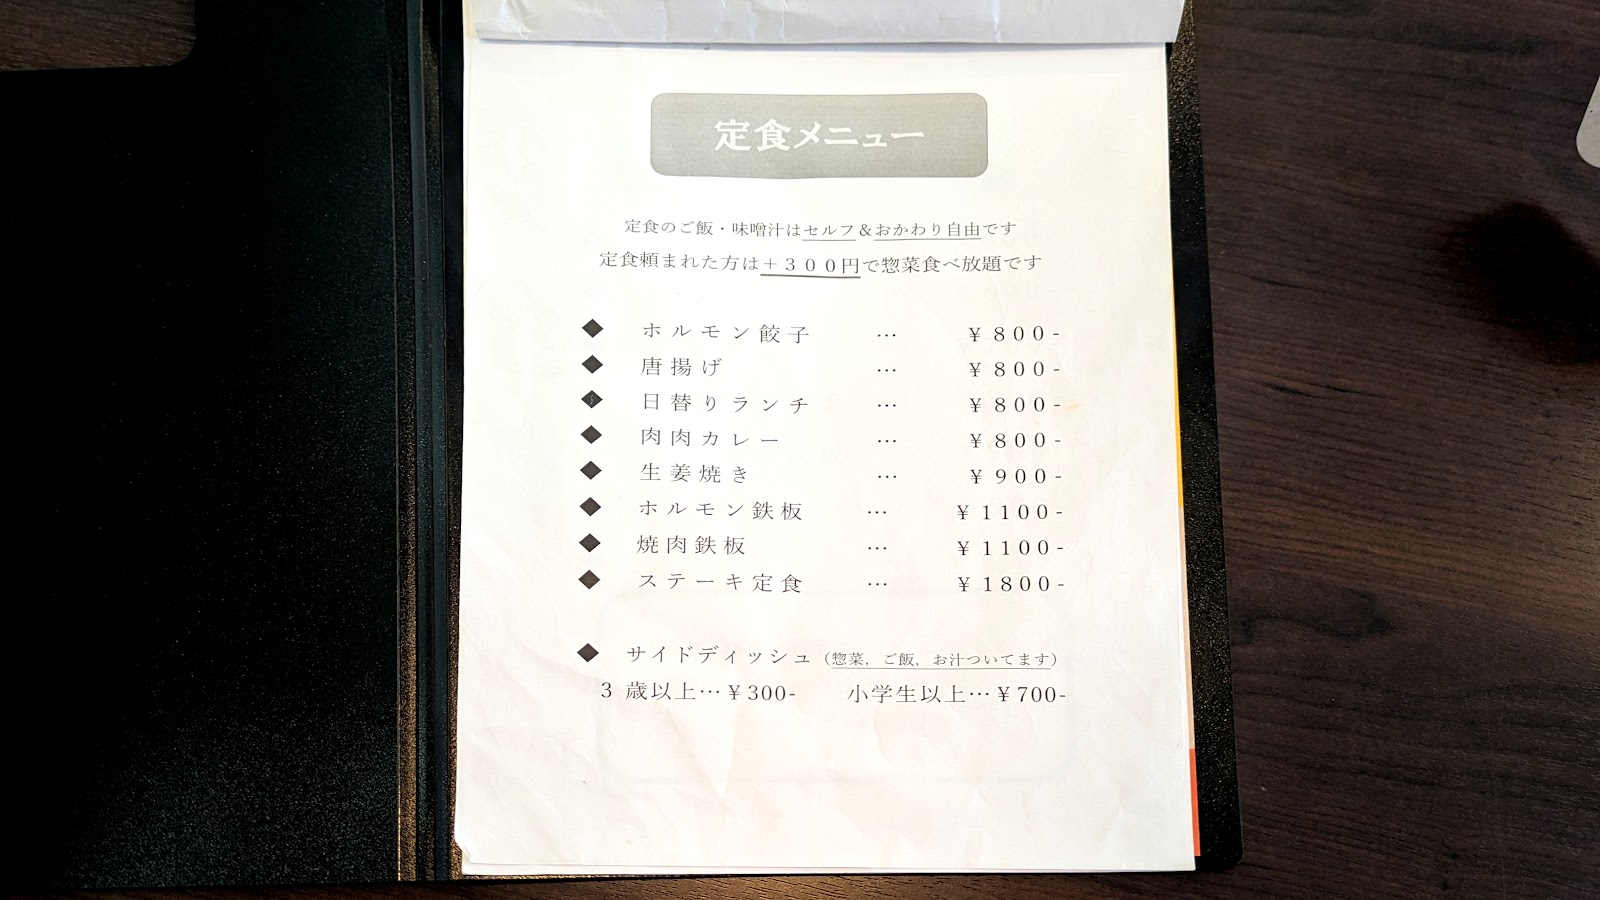 定食メニュー
定食のご飯・味噌汁はセルフ＆おかわり自由です
定食頼まれた方は＋３００円で惣菜食べ放題です
◆ ホルモン餃子 … ￥８００-
◆ 唐揚げ … ￥８００-
◆ 日替りランチ … ￥８００-
◆ 肉肉カレー … ￥８００-
◆ 生姜焼き … ￥９００-
◆ ホルモン鉄板 … ￥１１００-
◆ 焼肉鉄板 … ￥１１００-
◆ ステーキ定食 … ￥１８００-
◆ サイドディッシュ（惣菜，ご飯，お汁ついてます）
３歳以上…￥300- 小学生以上…￥700-